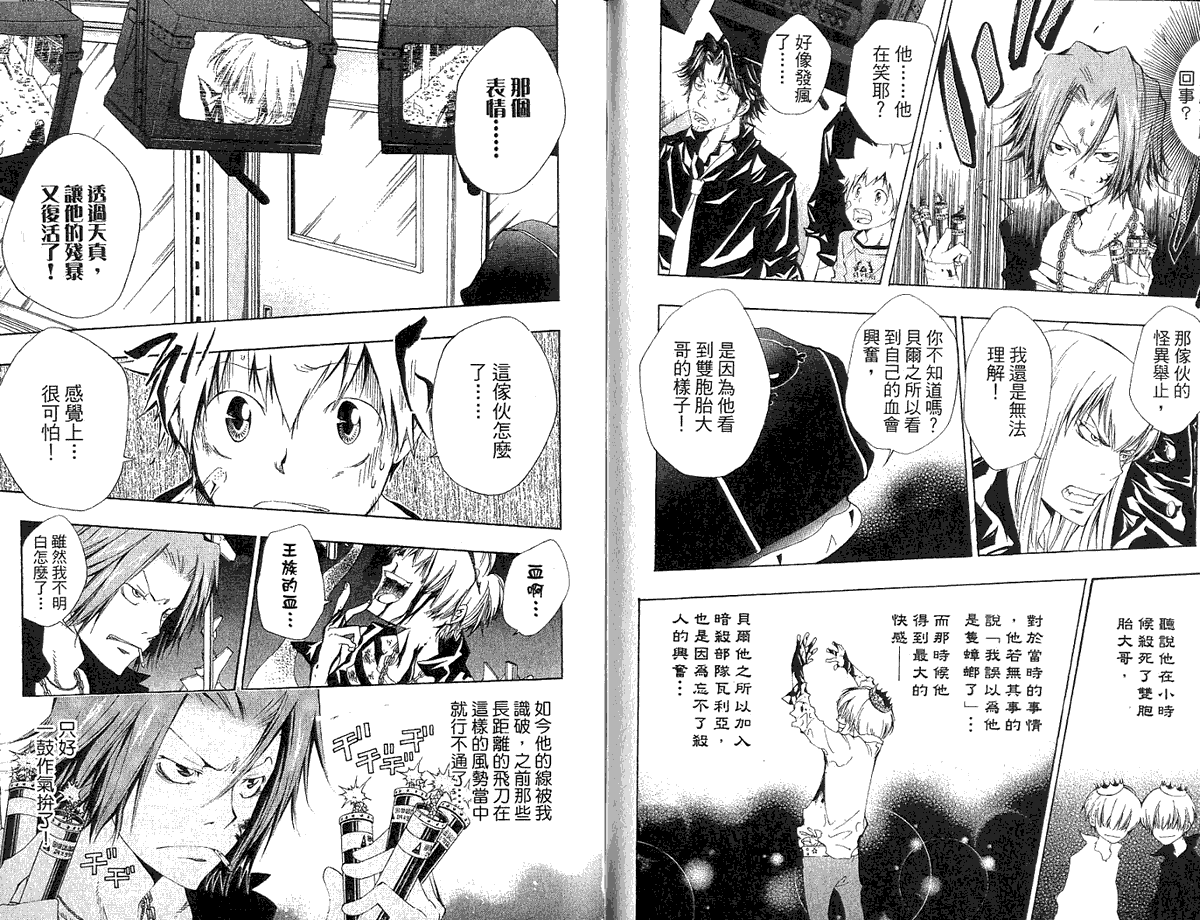 回事？
他……他
在笑耶？
好像發瘋
了……
那傢伙的
怪異舉止，
我還是無法
理解！
你不知道嗎？
貝爾之所以看
到自己的血會
興奮，
是因為他看
到雙胞胎大
哥的樣子！
聽說他在小時
候殺死了雙胞
胎大哥，
對於當時的事情
，他若無其事的
說「我誤以為他
是隻蟑螂了」…
而那時候他
得到最大的
快感——
貝爾他之所以加入
暗殺部隊瓦利亞，
也是因為忘不了殺
人的興奮…
那個
表情……
透過天真，
讓他的殘暴
又復活了！
這傢伙怎麼
了……
感覺上…
很可怕！
血啊…
王族的血…
雖然我不明
白怎麼了…
如今他的線被我
識破，之前那些
長距離的飛刀在
這樣的風勢當中
就行不通了……
ギギギ
ギギギ
只好
一鼓作氣拚了—